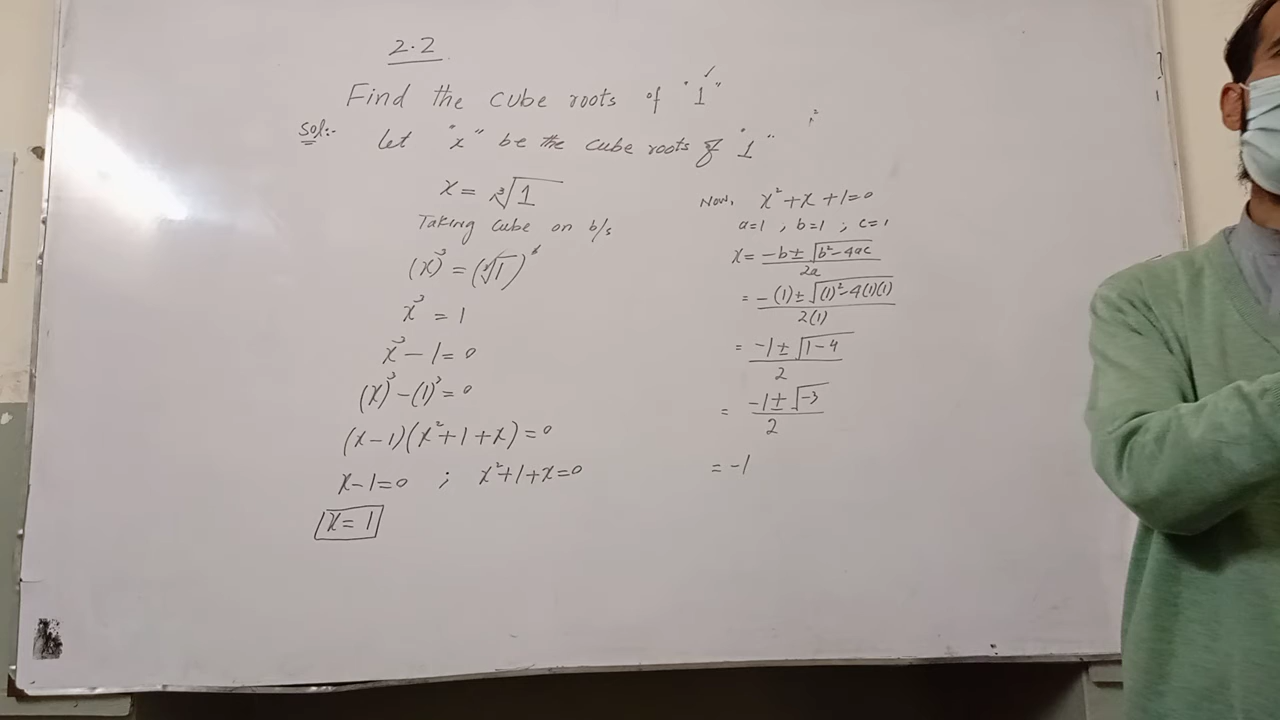 2.2
Find the cube roots of "1"
Sol:-
Let "x" be the cube roots of "1"
x = ∛1
Taking cube on b/s
(x)³ = (∛1)³
x³ = 1
x³ - 1 = 0
(x)³ - (1)³ = 0
(x-1)(x²+1+x) = 0
x-1=0 ; x²+1+x=0
x = 1
Now, x²+x+1=0
a=1 , b=1 ; c=1
x = (-b±√(b²-4ac))/2a
= (-(1)±√((1)²-4(1)(1)))/2(1)
= (-1±√(1-4))/2
= (-1±√-3)/2
= -1